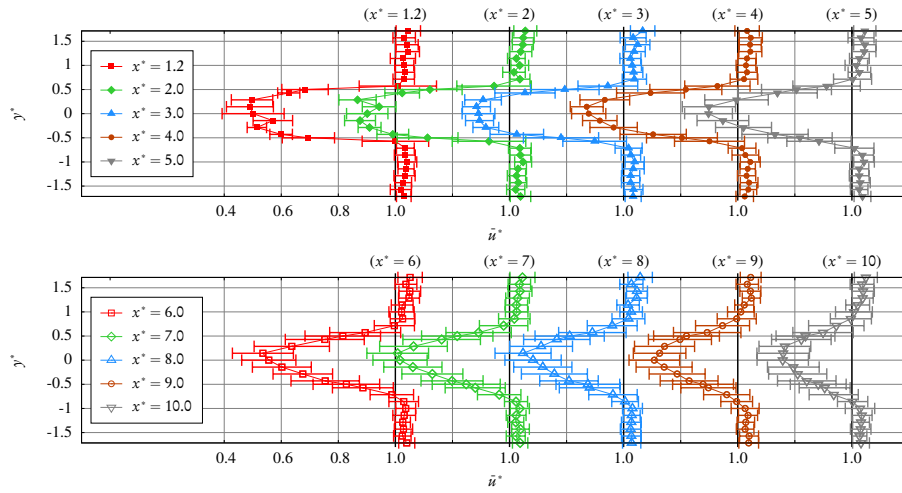 (x* = 1.2) (x* = 2) (x* = 3) (x* = 4) (x* = 5)
1.5
1.0
0.5
0
-0.5
-1.0
-1.5
y*
x* = 1.2
x* = 2.0
x* = 3.0
x* = 4.0
x* = 5.0
0.4 0.6 0.8 1.0 1.0 1.0 1.0 1.0
ū*
(x* = 6) (x* = 7) (x* = 8) (x* = 9) (x* = 10)
1.5
1.0
0.5
0
-0.5
-1.0
-1.5
y*
x* = 6.0
x* = 7.0
x* = 8.0
x* = 9.0
x* = 10.0
0.4 0.6 0.8 1.0 1.0 1.0 1.0 1.0
ū*